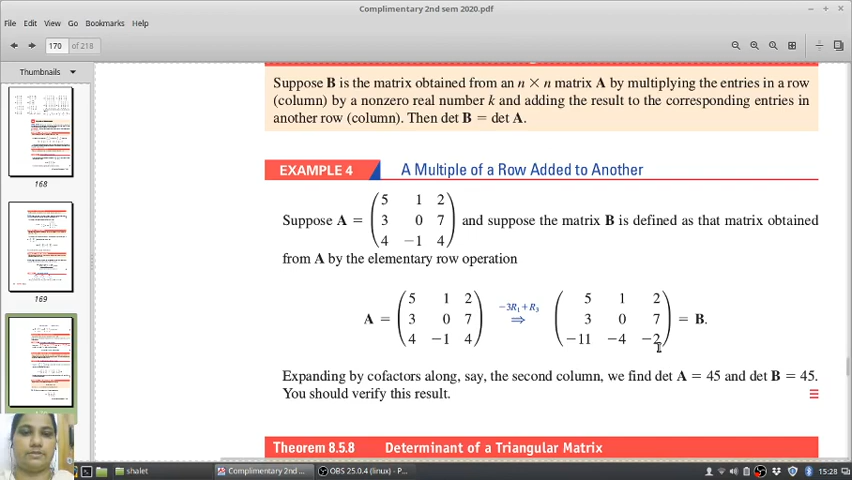 Complimentary 2nd sem 2020.pdf
File Edit View Go Bookmarks Help
170 of 218
Thumbnails
168
169
Suppose B is the matrix obtained from an n × n matrix A by multiplying the entries in a row
(column) by a nonzero real number k and adding the result to the corresponding entries in
another row (column). Then det B = det A.
EXAMPLE 4 A Multiple of a Row Added to Another
5 1 2
Suppose A = 3 0 7 and suppose the matrix B is defined as that matrix obtained
4 −1 4
from A by the elementary row operation
5 1 2 −3R₁+R₃ 5 1 2
A = 3 0 7 ⇒ 3 0 7 = B.
4 −1 4 −11 −4 −2
Expanding by cofactors along, say, the second column, we find det A = 45 and det B = 45.
You should verify this result.
Theorem 8.5.8 Determinant of a Triangular Matrix
shalet Complimentary 2nd ... OBS 25.0.4 (linux) - P... 15:28